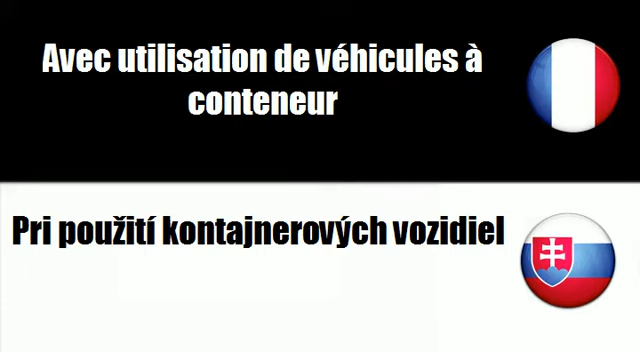 Avec utilisation de véhicules à
conteneur
Pri použití kontajnerových vozidiel